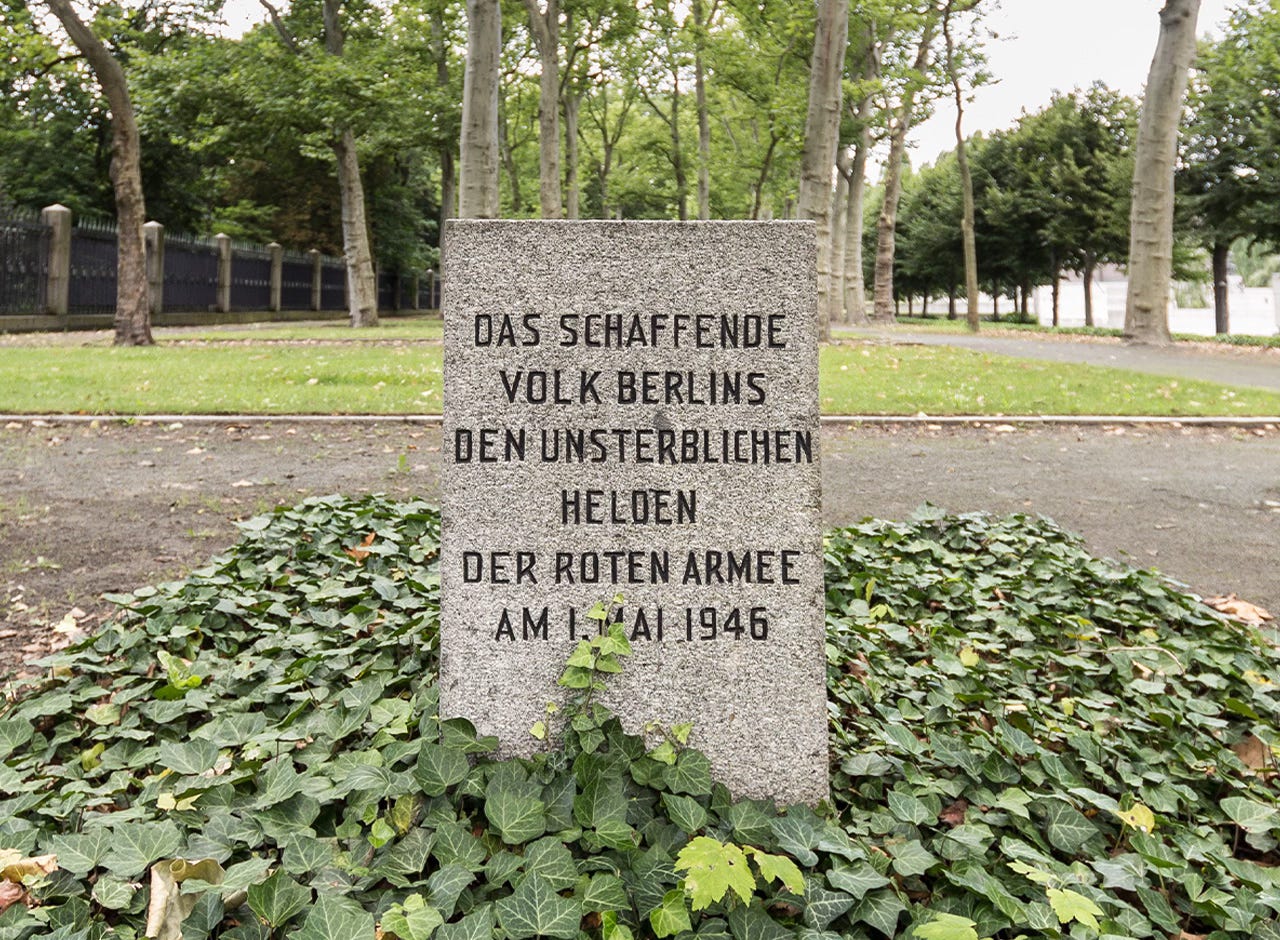 DAS SCHAFFENDE
VOLK BERLINS
DEN UNSTERBLICHEN
HELDEN
DER ROTEN ARMEE
AM 1. MAI 1946